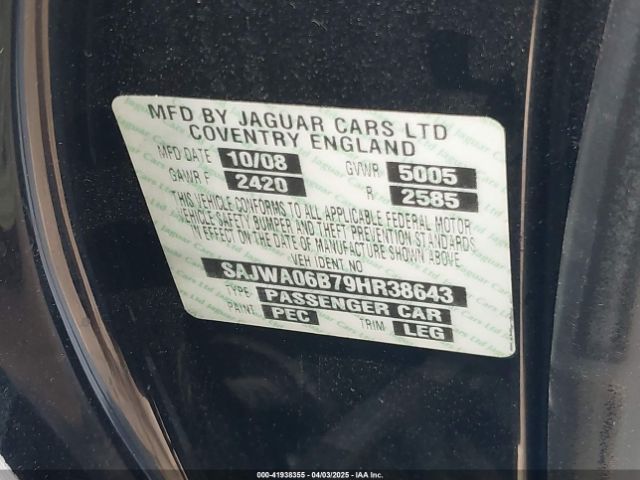 MFD BY JAGUAR CARS LTD
COVENTRY ENGLAND
MFD DATE 10/08 GVWR 5005
GAWR F 2420 R 2585
THIS VEHICLE CONFORMS TO ALL APPLICABLE FEDERAL MOTOR
VEHICLE SAFETY BUMPER AND THEFT PREVENTION STANDARDS
IN EFFECT ON THE DATE OF MANUFACTURE SHOWN ABOVE
VEH IDENT NO
SAJWA06B79HR38643
TYPE: PASSENGER CAR
PAINT PEC TRIM LEG
000-41938355 - 04/03/2025 - IAA Inc.